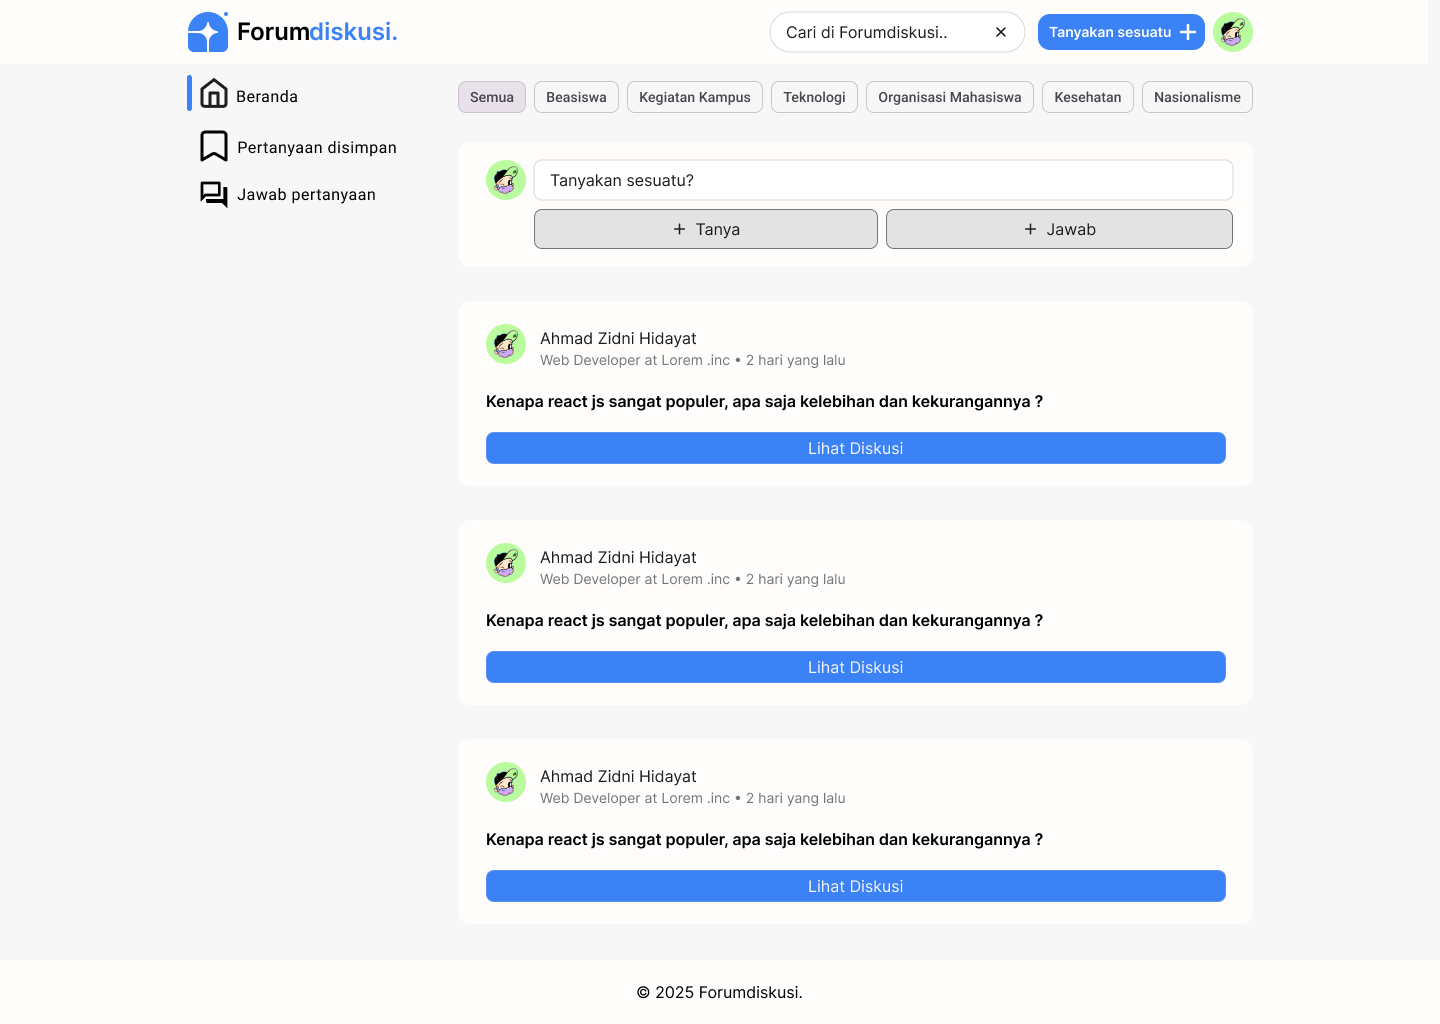 Forumdiskusi.
Cari di Forumdiskusi..
Tanyakan sesuatu
Beranda
Pertanyaan disimpan
Jawab pertanyaan
Semua
Beasiswa
Kegiatan Kampus
Teknologi
Organisasi Mahasiswa
Kesehatan
Nasionalisme
Tanyakan sesuatu?
+ Tanya
+ Jawab
Ahmad Zidni Hidayat
Web Developer at Lorem .inc • 2 hari yang lalu
Kenapa react js sangat populer, apa saja kelebihan dan kekurangannya ?
Lihat Diskusi
Ahmad Zidni Hidayat
Web Developer at Lorem .inc • 2 hari yang lalu
Kenapa react js sangat populer, apa saja kelebihan dan kekurangannya ?
Lihat Diskusi
Ahmad Zidni Hidayat
Web Developer at Lorem .inc • 2 hari yang lalu
Kenapa react js sangat populer, apa saja kelebihan dan kekurangannya ?
Lihat Diskusi
© 2025 Forumdiskusi.